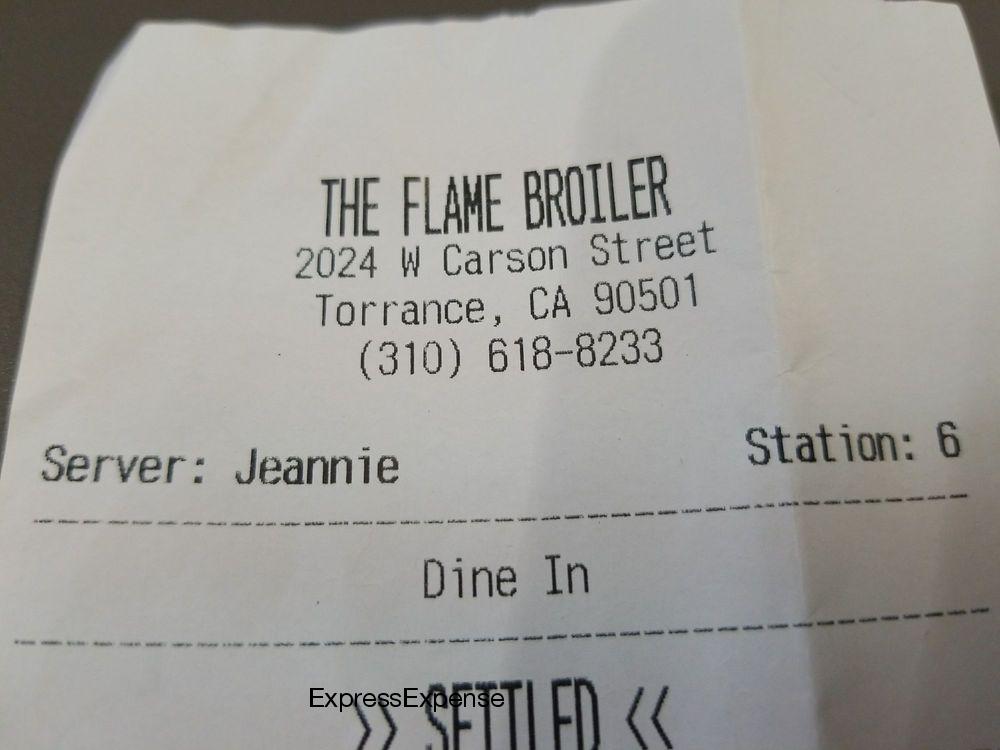 THE FLAME BROILER
2024 W Carson Street
Torrance, CA 90501
(310) 618-8233
Server: Jeannie
Station: 6
Dine In
ExpressExpense
>> SETTLED <<